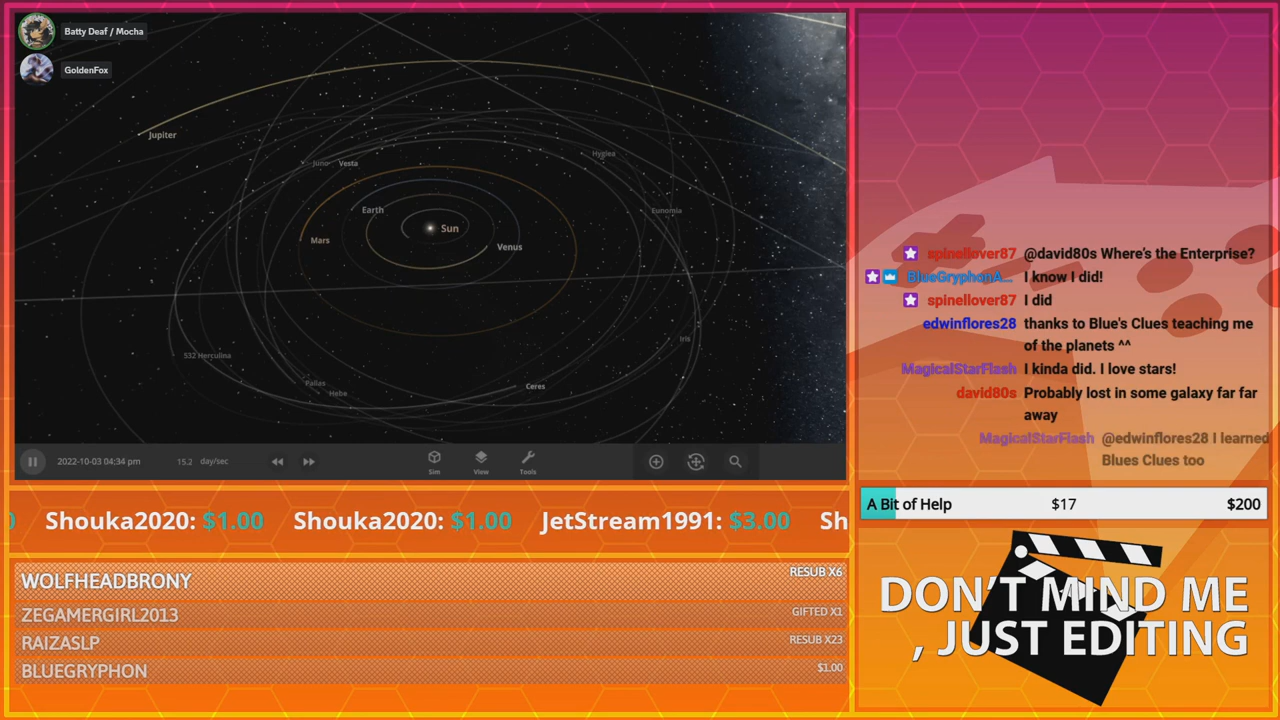 Batty Deaf / Mocha
GoldenFox
Jupiter
Juno
Vesta
Hygiea
Earth
Eunomia
Sun
Mars
Venus
Iris
532 Herculina
Pallas
Hebe
Ceres
2022-10-03 04:34 pm
15.2 day/sec
Sim
View
Tools
spinellover87 @david80s Where's the Enterprise?
BlueGryphonA... I know I did!
spinellover87 I did
edwinflores28 thanks to Blue's Clues teaching me
of the planets ^^
MagicalStarFlash I kinda did. I love stars!
david80s Probably lost in some galaxy far far
away
MagicalStarFlash @edwinflores28 I learned
Blues Clues too
A Bit of Help $17 $200
0 Shouka2020: $1.00 Shouka2020: $1.00 JetStream1991: $3.00 Sh
WOLFHEADBRONY RESUB X6
ZEGAMERGIRL2013 GIFTED X1
RAIZASLP RESUB X23
BLUEGRYPHON $1.00
DON'T MIND ME
, JUST EDITING